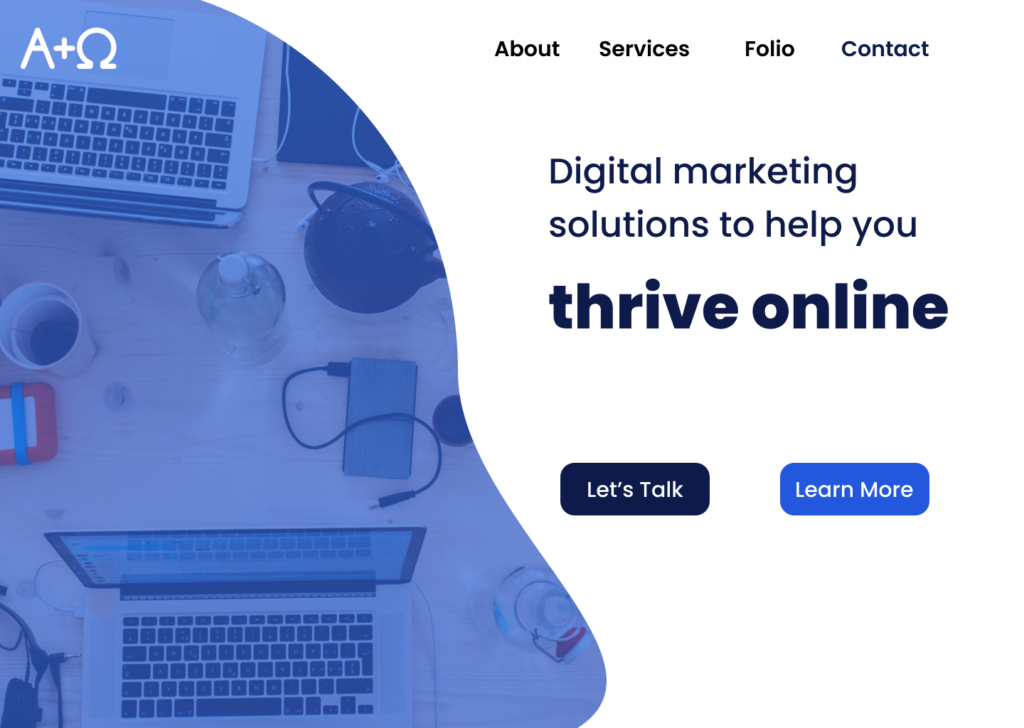 A+Ω
About Services Folio Contact
Digital marketing
solutions to help you
thrive online
Let’s Talk Learn More